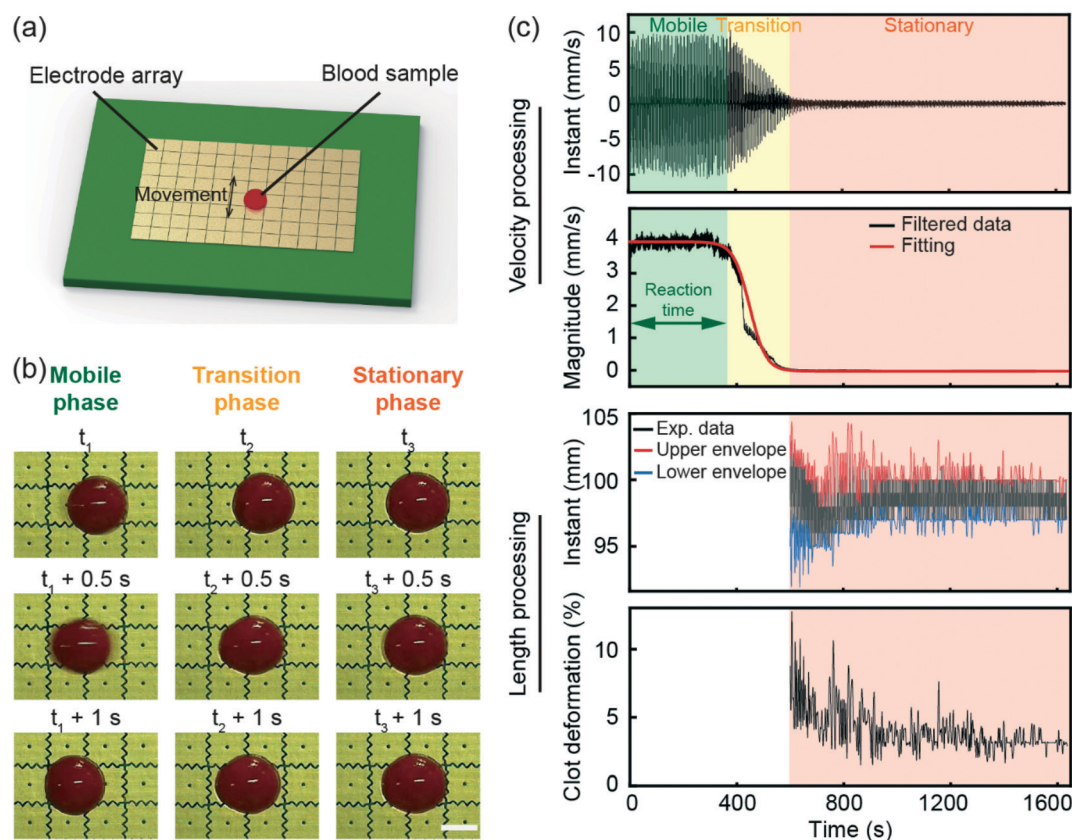 (a)
Electrode array
Blood sample
Movement
(b)
Mobile phase
Transition phase
Stationary phase
t1
t2
t3
t1 + 0.5 s
t2 + 0.5 s
t3 + 0.5 s
t1 + 1 s
t2 + 1 s
t3 + 1 s
(c)
Velocity processing
Mobile
Transition
Stationary
Instant (mm/s)
10
5
0
-5
-10
Magnitude (mm/s)
4
3
2
1
0
Filtered data
Fitting
Reaction
time
Length processing
Instant (mm)
105
100
95
Exp. data
Upper envelope
Lower envelope
Clot deformation (%)
10
5
0
0
400
800
1200
1600
Time (s)